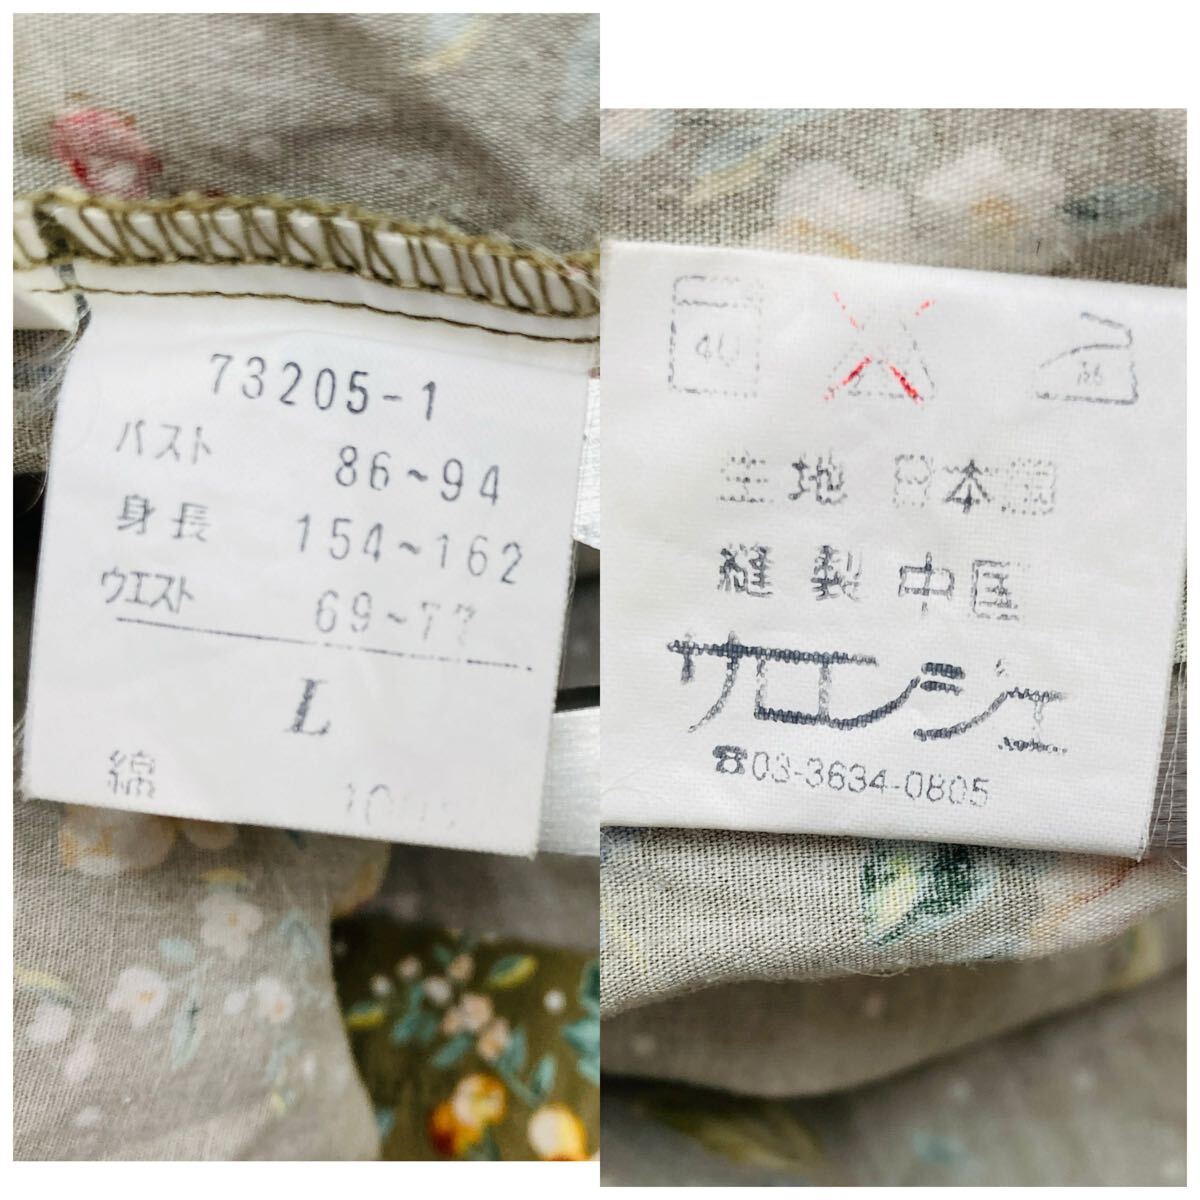 73205-1
バスト 86~94
身長 154~162
ウエスト 69~77
L
綿
40
生地 日本国
縫製 中国
サロンジェ
☎03-3634-0805